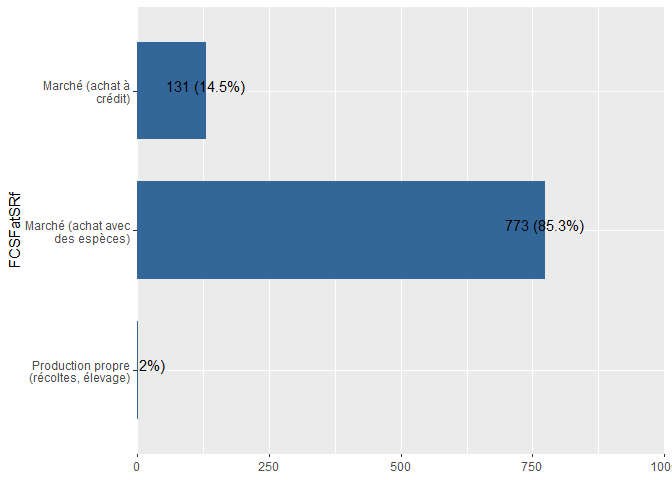 Marché (achat à
crédit)
131 (14.5%)
FCSFatSRf
Marché (achat avec
des espèces)
773 (85.3%)
Production propre
(récoltes, élevage)
2%)
0
250
500
750
100